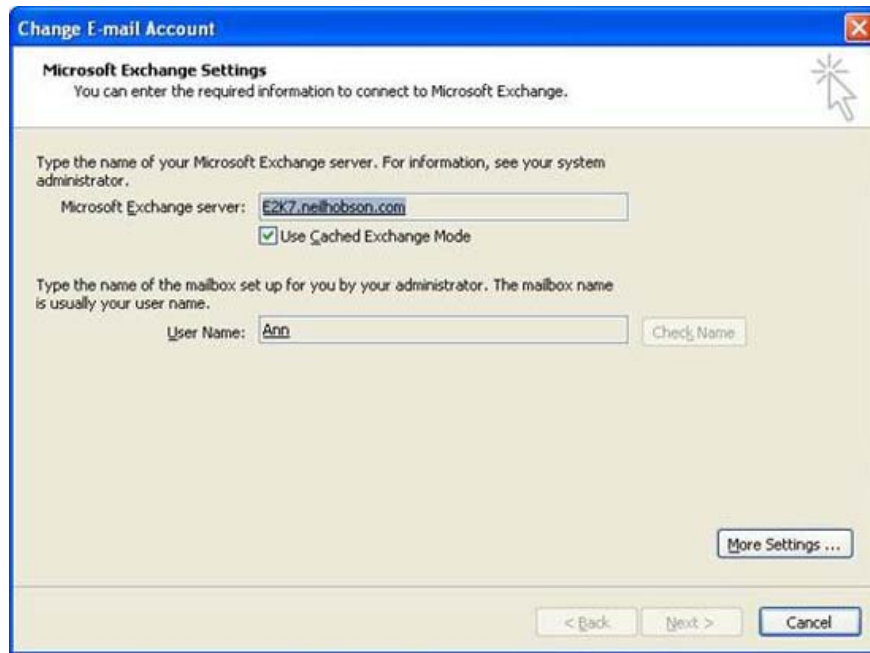 Change E-mail Account
Microsoft Exchange Settings
You can enter the required information to connect to Microsoft Exchange.
Type the name of your Microsoft Exchange server. For information, see your system
administrator.
Microsoft Exchange server: E2K7.neilhobson.com
Use Cached Exchange Mode
Type the name of the mailbox set up for you by your administrator. The mailbox name
is usually your user name.
User Name: Ann Check Name
More Settings ...
< Back Next > Cancel